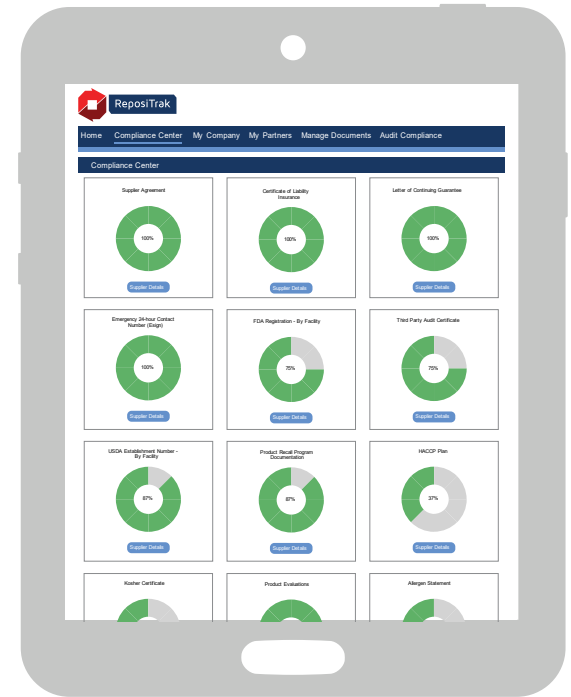 ReposiTrak
Home Compliance Center My Company My Partners Manage Documents Audit Compliance
Compliance Center
Supplier Agreement
100%
Supplier Details
Certificate of Liability
Insurance
100%
Supplier Details
Letter of Continuing Guarantee
100%
Supplier Details
Emergency 24-hour Contact
Number (Esign)
100%
Supplier Details
FDA Registration - By Facility
75%
Supplier Details
Third Party Audit Certificate
75%
Supplier Details
USDA Establishment Number -
By Facility
87%
Supplier Details
Product Recall Program
Documentation
87%
Supplier Details
HACCP Plan
37%
Supplier Details
Kosher Certificate
Product Evaluations
Allergen Statement